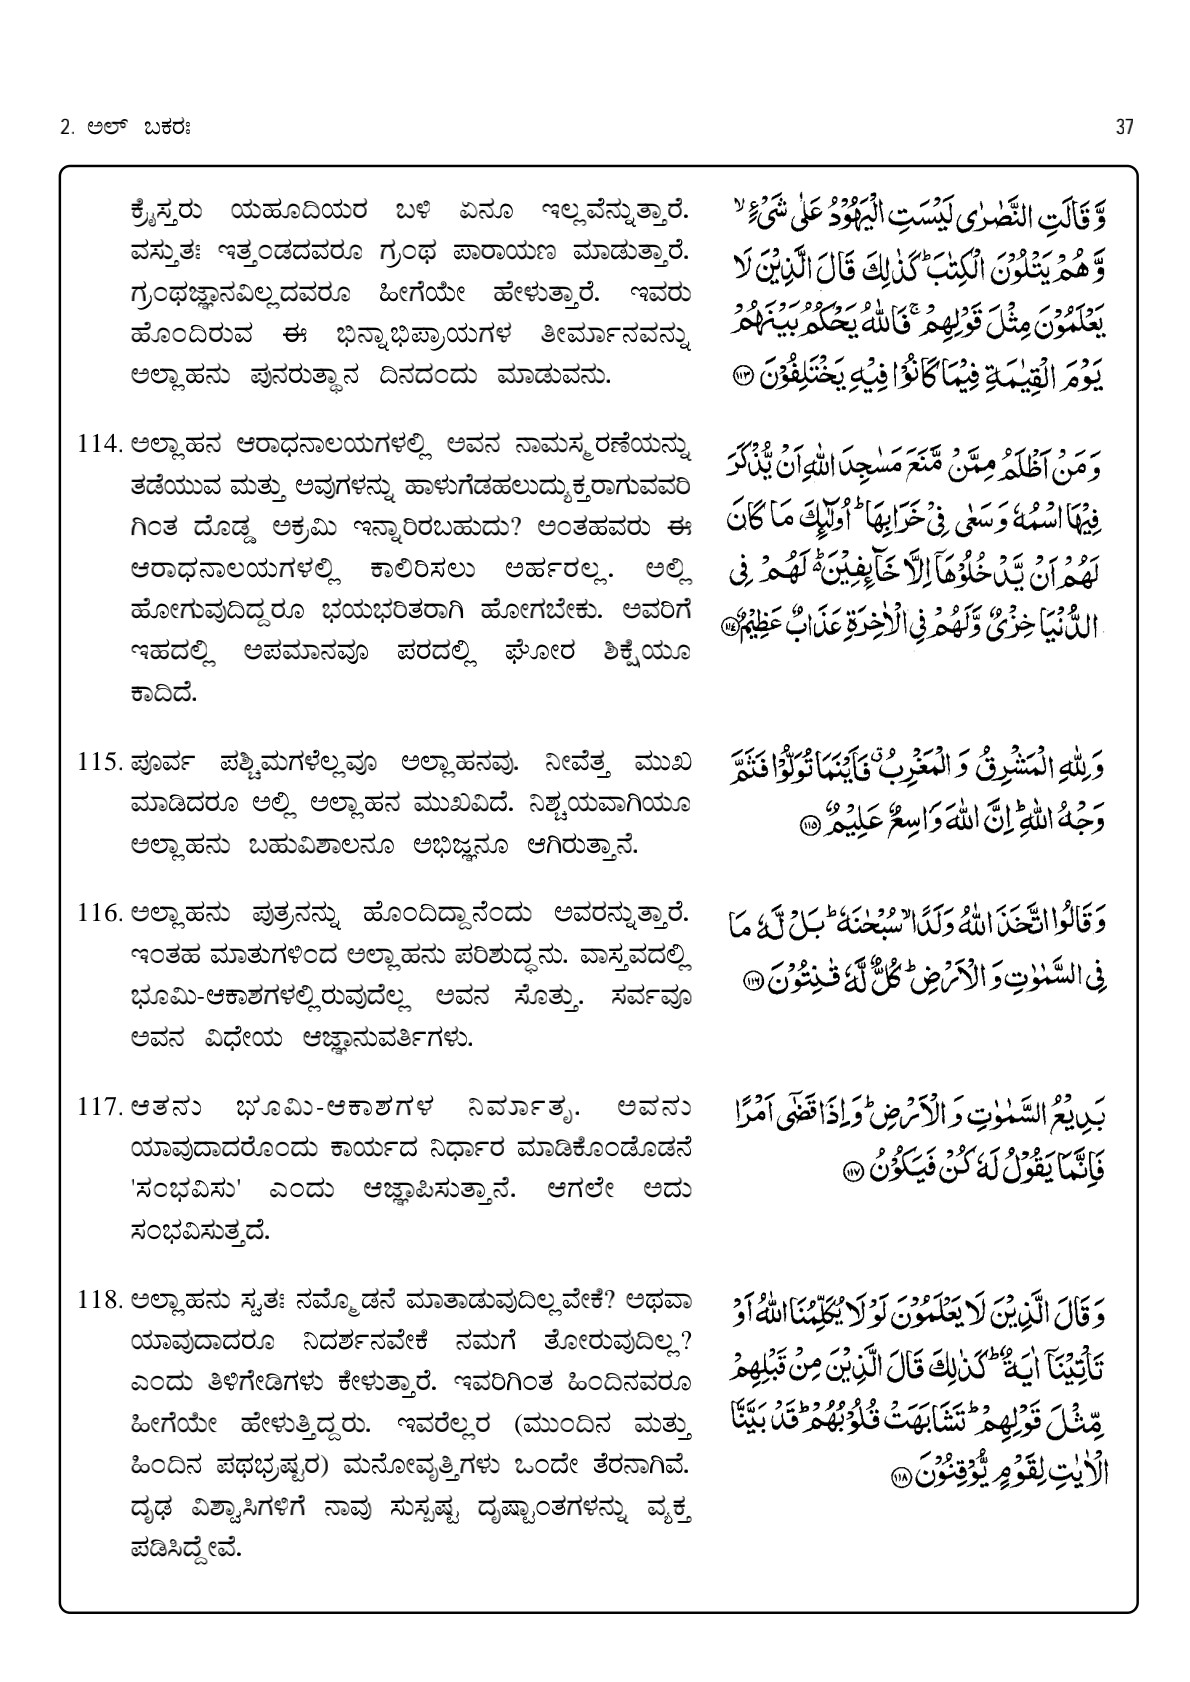 2. ಅಲ್ ಬಕರಃ
37
ಕ್ರೈಸ್ತರು ಯಹೂದಿಯರ ಬಳಿ ಏನೂ ಇಲ್ಲವೆನ್ನುತ್ತಾರೆ.
ವಸ್ತುತಃ ಇತ್ತಂಡದವರೂ ಗ್ರಂಥ ಪಾರಾಯಣ ಮಾಡುತ್ತಾರೆ.
ಗ್ರಂಥಜ್ಞಾನವಿಲ್ಲದವರೂ ಹೀಗೆಯೇ ಹೇಳುತ್ತಾರೆ. ಇವರು
ಹೊಂದಿರುವ ಈ ಭಿನ್ನಾಭಿಪ್ರಾಯಗಳ ತೀರ್ಮಾನವನ್ನು
ಅಲ್ಲಾಹನು ಪುನರುತ್ಥಾನ ದಿನದಂದು ಮಾಡುವನು.
وَّقَالَتِ النَّصٰرٰى لَيْسَتِ الْيَهُوْدُ عَلٰى شَيْءٍ ۙ
وَّهُمْ يَتْلُوْنَ الْكِتٰبَ ؕ كَذٰلِكَ قَالَ الَّذِيْنَ لَا
يَعْلَمُوْنَ مِثْلَ قَوْلِهِمْ ۚ فَاللّٰهُ يَحْكُمُ بَيْنَهُمْ
يَوْمَ الْقِيٰمَةِ فِيْمَا كَانُوْا فِيْهِ يَخْتَلِفُوْنَ ﴿۱۱۳﴾
114. ಅಲ್ಲಾಹನ ಆರಾಧನಾಲಯಗಳಲ್ಲಿ ಅವನ ನಾಮಸ್ಮರಣೆಯನ್ನು
ತಡೆಯುವ ಮತ್ತು ಅವುಗಳನ್ನು ಹಾಳುಗೆಡಹಲುದ್ಯುಕ್ತರಾಗುವವರಿ
ಗಿಂತ ದೊಡ್ಡ ಅಕ್ರಮಿ ಇನ್ನಾರಿರಬಹುದು? ಅಂತಹವರು ಈ
ಆರಾಧನಾಲಯಗಳಲ್ಲಿ ಕಾಲಿರಿಸಲು ಅರ್ಹರಲ್ಲ. ಅಲ್ಲಿ
ಹೋಗುವುದಿದ್ದರೂ ಭಯಭರಿತರಾಗಿ ಹೋಗಬೇಕು. ಅವರಿಗೆ
ಇಹದಲ್ಲಿ ಅಪಮಾನವೂ ಪರದಲ್ಲಿ ಘೋರ ಶಿಕ್ಷೆಯೂ
ಕಾದಿದೆ.
وَمَنْ اَظْلَمُ مِمَّنْ مَّنَعَ مَسٰجِدَ اللّٰهِ اَنْ يُّذْكَرَ
فِيْهَا اسْمُهٗ وَسَعٰى فِيْ خَرَابِهَا ؕ اُولٰٓئِكَ مَا كَانَ
لَهُمْ اَنْ يَّدْخُلُوْهَآ اِلَّا خَآئِفِيْنَ ؕ لَهُمْ فِى
الدُّنْيَا خِزْىٌ وَّلَهُمْ فِى الْاٰخِرَةِ عَذَابٌ عَظِيْمٌ ﴿۱۱۴﴾
115. ಪೂರ್ವ ಪಶ್ಚಿಮಗಳೆಲ್ಲವೂ ಅಲ್ಲಾಹನವು. ನೀವೆತ್ತ ಮುಖ
ಮಾಡಿದರೂ ಅಲ್ಲಿ ಅಲ್ಲಾಹನ ಮುಖವಿದೆ. ನಿಶ್ಚಯವಾಗಿಯೂ
ಅಲ್ಲಾಹನು ಬಹುವಿಶಾಲನೂ ಅಭಿಜ್ಞನೂ ಆಗಿರುತ್ತಾನೆ.
وَلِلّٰهِ الْمَشْرِقُ وَالْمَغْرِبُ ۗ فَاَيْنَمَا تُوَلُّوْا فَثَمَّ
وَجْهُ اللّٰهِ ؕ اِنَّ اللّٰهَ وَاسِعٌ عَلِيْمٌ ﴿۱۱۵﴾
116. ಅಲ್ಲಾಹನು ಪುತ್ರನನ್ನು ಹೊಂದಿದ್ದಾನೆಂದು ಅವರನ್ನುತ್ತಾರೆ.
ಇಂತಹ ಮಾತುಗಳಿಂದ ಅಲ್ಲಾಹನು ಪರಿಶುದ್ಧನು. ವಾಸ್ತವದಲ್ಲಿ
ಭೂಮಿ-ಆಕಾಶಗಳಲ್ಲಿರುವುದೆಲ್ಲ ಅವನ ಸೊತ್ತು. ಸರ್ವವೂ
ಅವನ ವಿಧೇಯ ಆಜ್ಞಾನುವರ್ತಿಗಳು.
وَقَالُوا اتَّخَذَ اللّٰهُ وَلَدًا ۙ سُبْحٰنَهٗ ؕ بَلْ لَّهٗ مَا
فِى السَّمٰوٰتِ وَالْاَرْضِ ؕ كُلٌّ لَّهٗ قٰنِتُوْنَ ﴿۱۱۶﴾
117. ಆತನು ಭೂಮಿ-ಆಕಾಶಗಳ ನಿರ್ಮಾತೃ. ಅವನು
ಯಾವುದಾದರೊಂದು ಕಾರ್ಯದ ನಿರ್ಧಾರ ಮಾಡಿಕೊಂಡೊಡನೆ
'ಸಂಭವಿಸು' ಎಂದು ಆಜ್ಞಾಪಿಸುತ್ತಾನೆ. ಆಗಲೇ ಅದು
ಸಂಭವಿಸುತ್ತದೆ.
بَدِيْعُ السَّمٰوٰتِ وَالْاَرْضِ ؕ وَاِذَا قَضٰٓى اَمْرًا
فَاِنَّمَا يَقُوْلُ لَهٗ كُنْ فَيَكُوْنُ ﴿۱۱۷﴾
118. ಅಲ್ಲಾಹನು ಸ್ವತಃ ನಮ್ಮೊಡನೆ ಮಾತಾಡುವುದಿಲ್ಲವೇಕೆ? ಅಥವಾ
ಯಾವುದಾದರೂ ನಿದರ್ಶನವೇಕೆ ನಮಗೆ ತೋರುವುದಿಲ್ಲ?
ಎಂದು ತಿಳಿಗೇಡಿಗಳು ಕೇಳುತ್ತಾರೆ. ಇವರಿಗಿಂತ ಹಿಂದಿನವರೂ
ಹೀಗೆಯೇ ಹೇಳುತ್ತಿದ್ದರು. ಇವರೆಲ್ಲರ (ಮುಂದಿನ ಮತ್ತು
ಹಿಂದಿನ ಪಥಭ್ರಷ್ಟರ) ಮನೋವೃತ್ತಿಗಳು ಒಂದೇ ತೆರನಾಗಿವೆ.
ದೃಢ ವಿಶ್ವಾಸಿಗಳಿಗೆ ನಾವು ಸುಸ್ಪಷ್ಟ ದೃಷ್ಟಾಂತಗಳನ್ನು ವ್ಯಕ್ತ
ಪಡಿಸಿದ್ದೇವೆ.
وَقَالَ الَّذِيْنَ لَا يَعْلَمُوْنَ لَوْلَا يُكَلِّمُنَا اللّٰهُ اَوْ
تَاْتِيْنَآ اٰيَةٌ ؕ كَذٰلِكَ قَالَ الَّذِيْنَ مِنْ قَبْلِهِمْ
مِّثْلَ قَوْلِهِمْ ؕ تَشَابَهَتْ قُلُوْبُهُمْ ؕ قَدْ بَيَّنَّا
الْاٰيٰتِ لِقَوْمٍ يُّوْقِنُوْنَ ﴿۱۱۸﴾